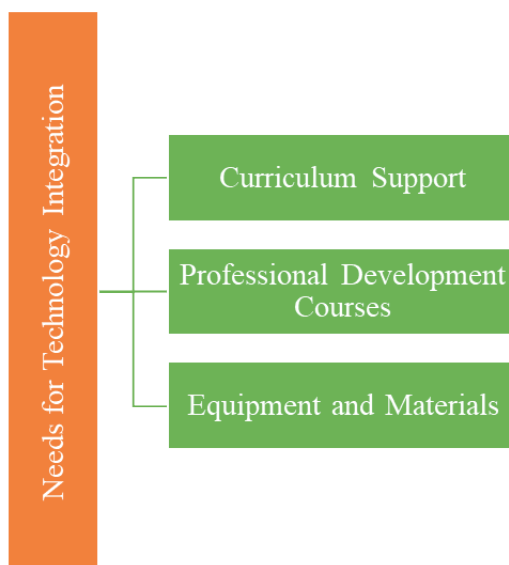 Needs for Technology Integration
Curriculum Support
Professional Development
Courses
Equipment and Materials